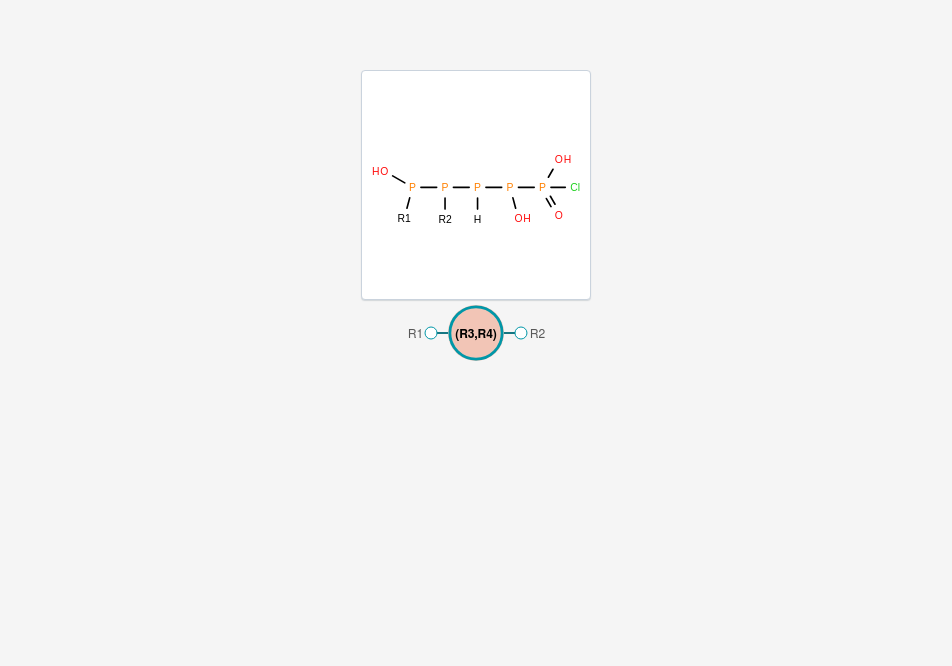 OH
HO
P P P P P Cl
R1 R2 H OH O
R1 (R3,R4) R2